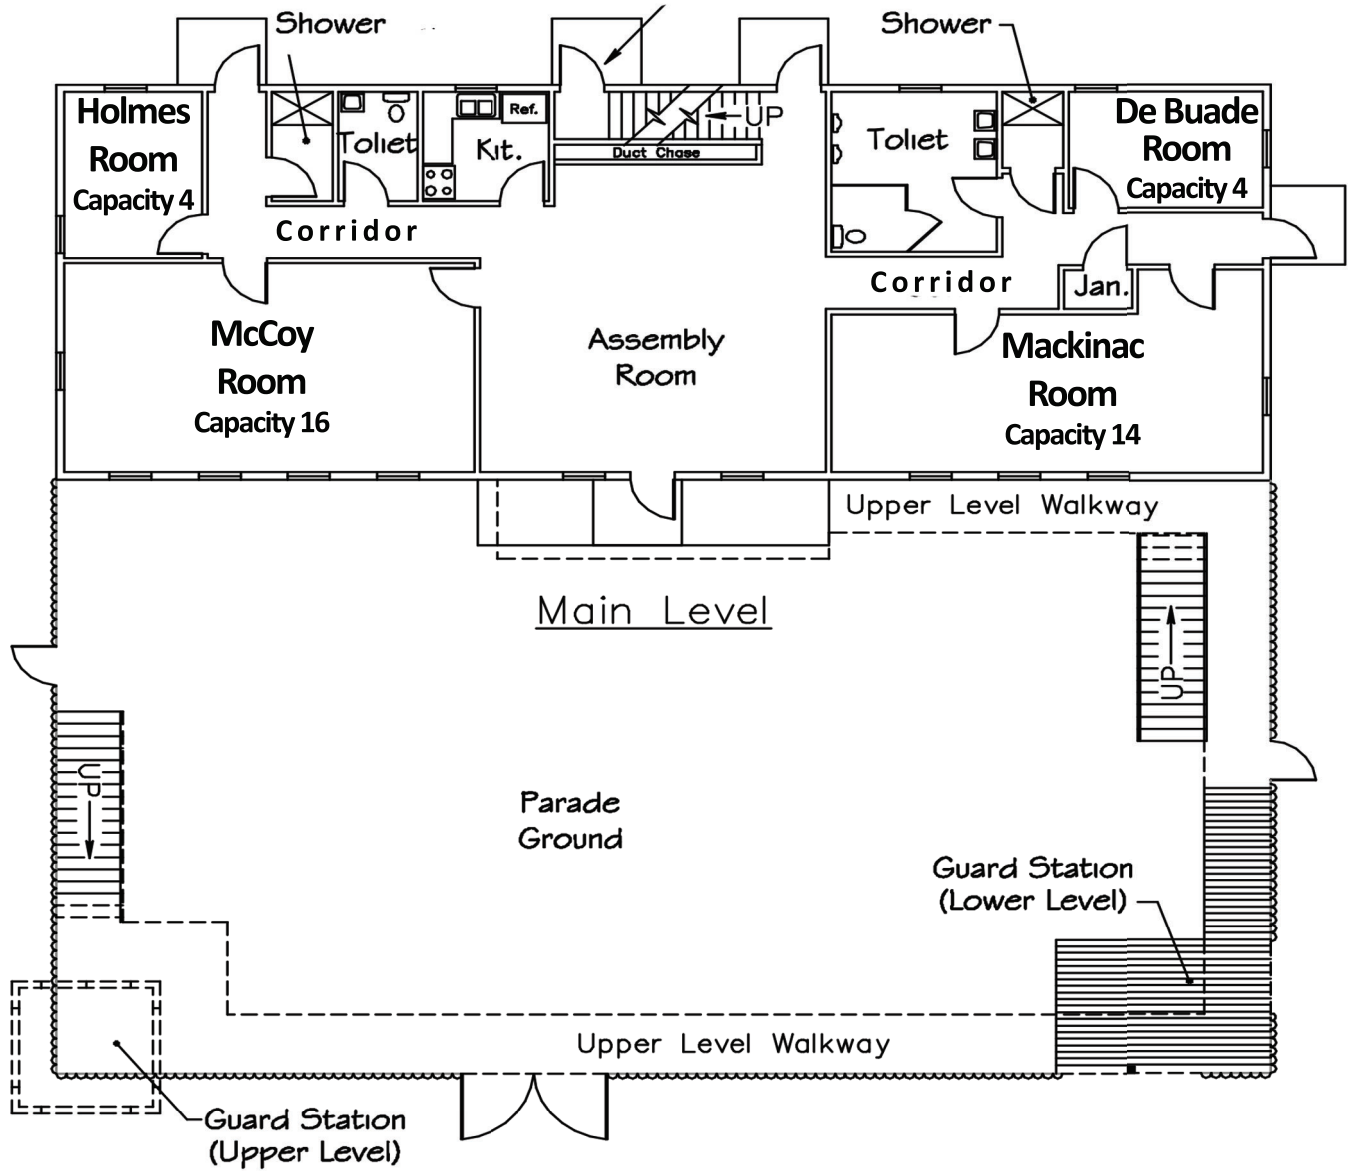 Shower
Shower
Holmes
Room
Capacity 4
Toliet
Kit.
Ref.
UP
Duct Chase
Toliet
De Buade
Room
Capacity 4
Corridor
Corridor
Jan.
McCoy
Room
Capacity 16
Assembly
Room
Mackinac
Room
Capacity 14
Upper Level Walkway
Main Level
UP
UP
Parade
Ground
Guard Station
(Lower Level)
Upper Level Walkway
Guard Station
(Upper Level)